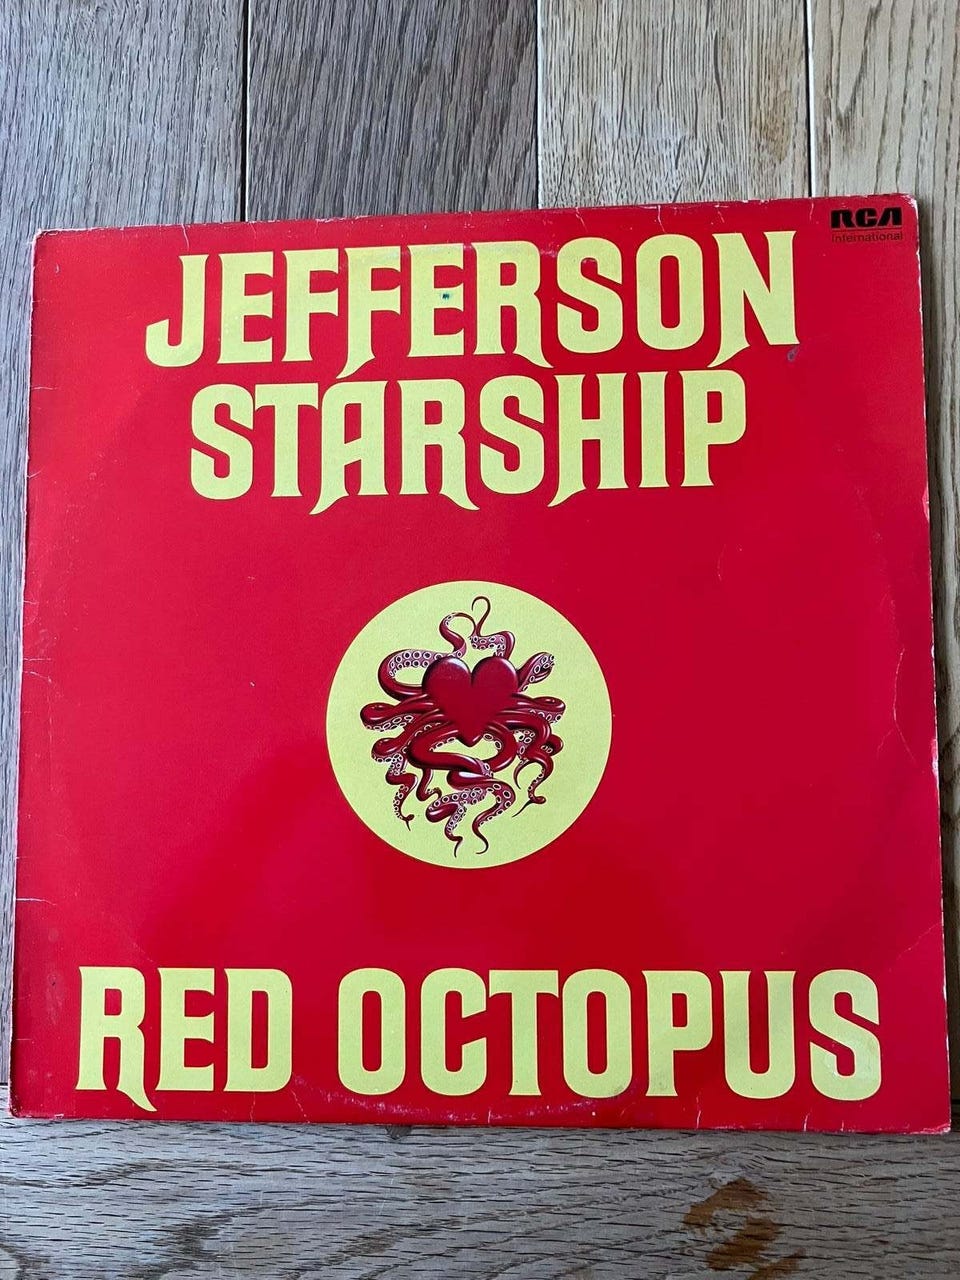 RCA
International
JEFFERSON
STARSHIP
RED OCTOPUS